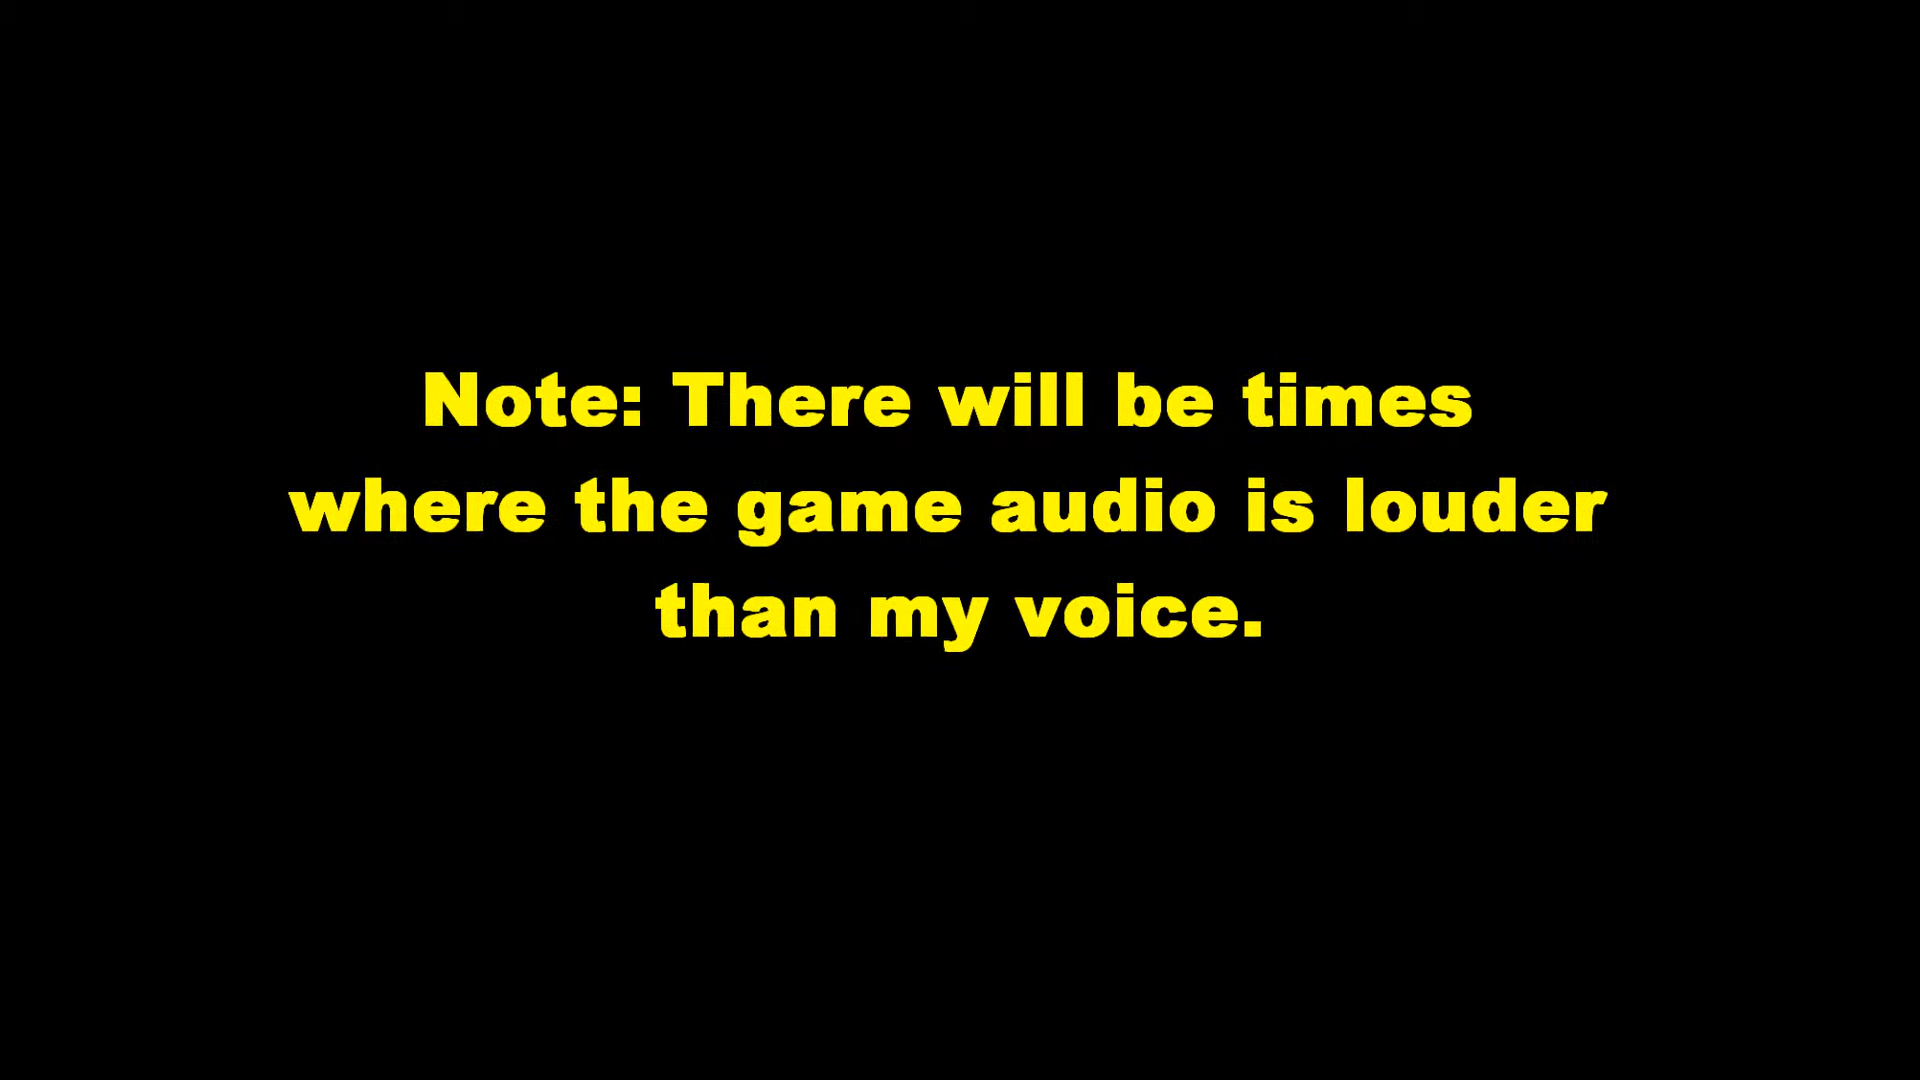 Note: There will be times
where the game audio is louder
than my voice.